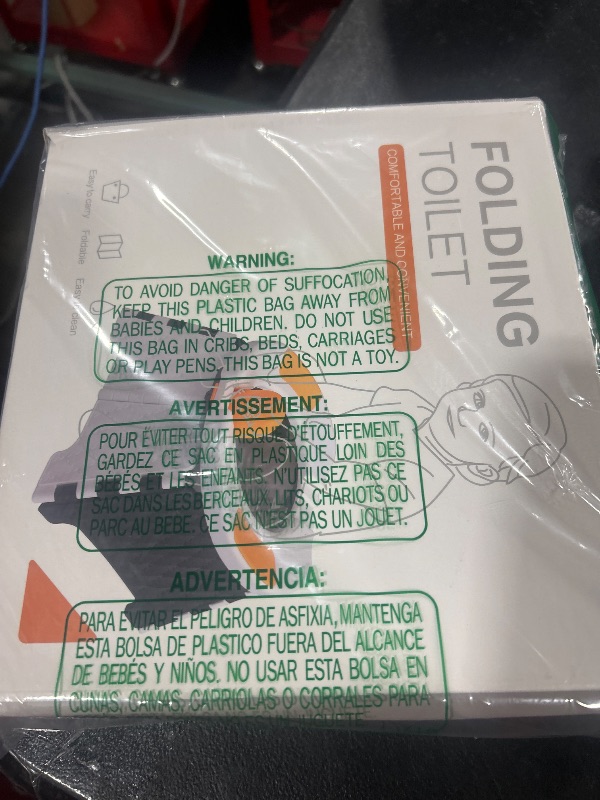 FOLDING
TOILET
COMFORTABLE AND CONVENIENT
Easy to carry
Foldable
Easy clean
WARNING:
TO AVOID DANGER OF SUFFOCATION,
KEEP THIS PLASTIC BAG AWAY FROM
BABIES AND CHILDREN. DO NOT USE
THIS BAG IN CRIBS, BEDS, CARRIAGES
OR PLAY PENS. THIS BAG IS NOT A TOY.
AVERTISSEMENT:
POUR ÉVITER TOUT RISQUE D'ÉTOUFFEMENT,
GARDEZ CE SAC EN PLASTIQUE LOIN DES
BÉBÉS ET LES ENFANTS. N'UTILISEZ PAS CE
SAC DANS LES BERCEAUX, LITS, CHARIOTS OU
PARC AU BEBE. CE SAC N'EST PAS UN JOUET.
ADVERTENCIA:
PARA EVITAR EL PELIGRO DE ASFIXIA, MANTENGA
ESTA BOLSA DE PLASTICO FUERA DEL ALCANCE
DE BEBÉS Y NIÑOS. NO USAR ESTA BOLSA EN
CUNAS, CAMAS, CARRIOLAS O CORRALES PARA
JUGUETE